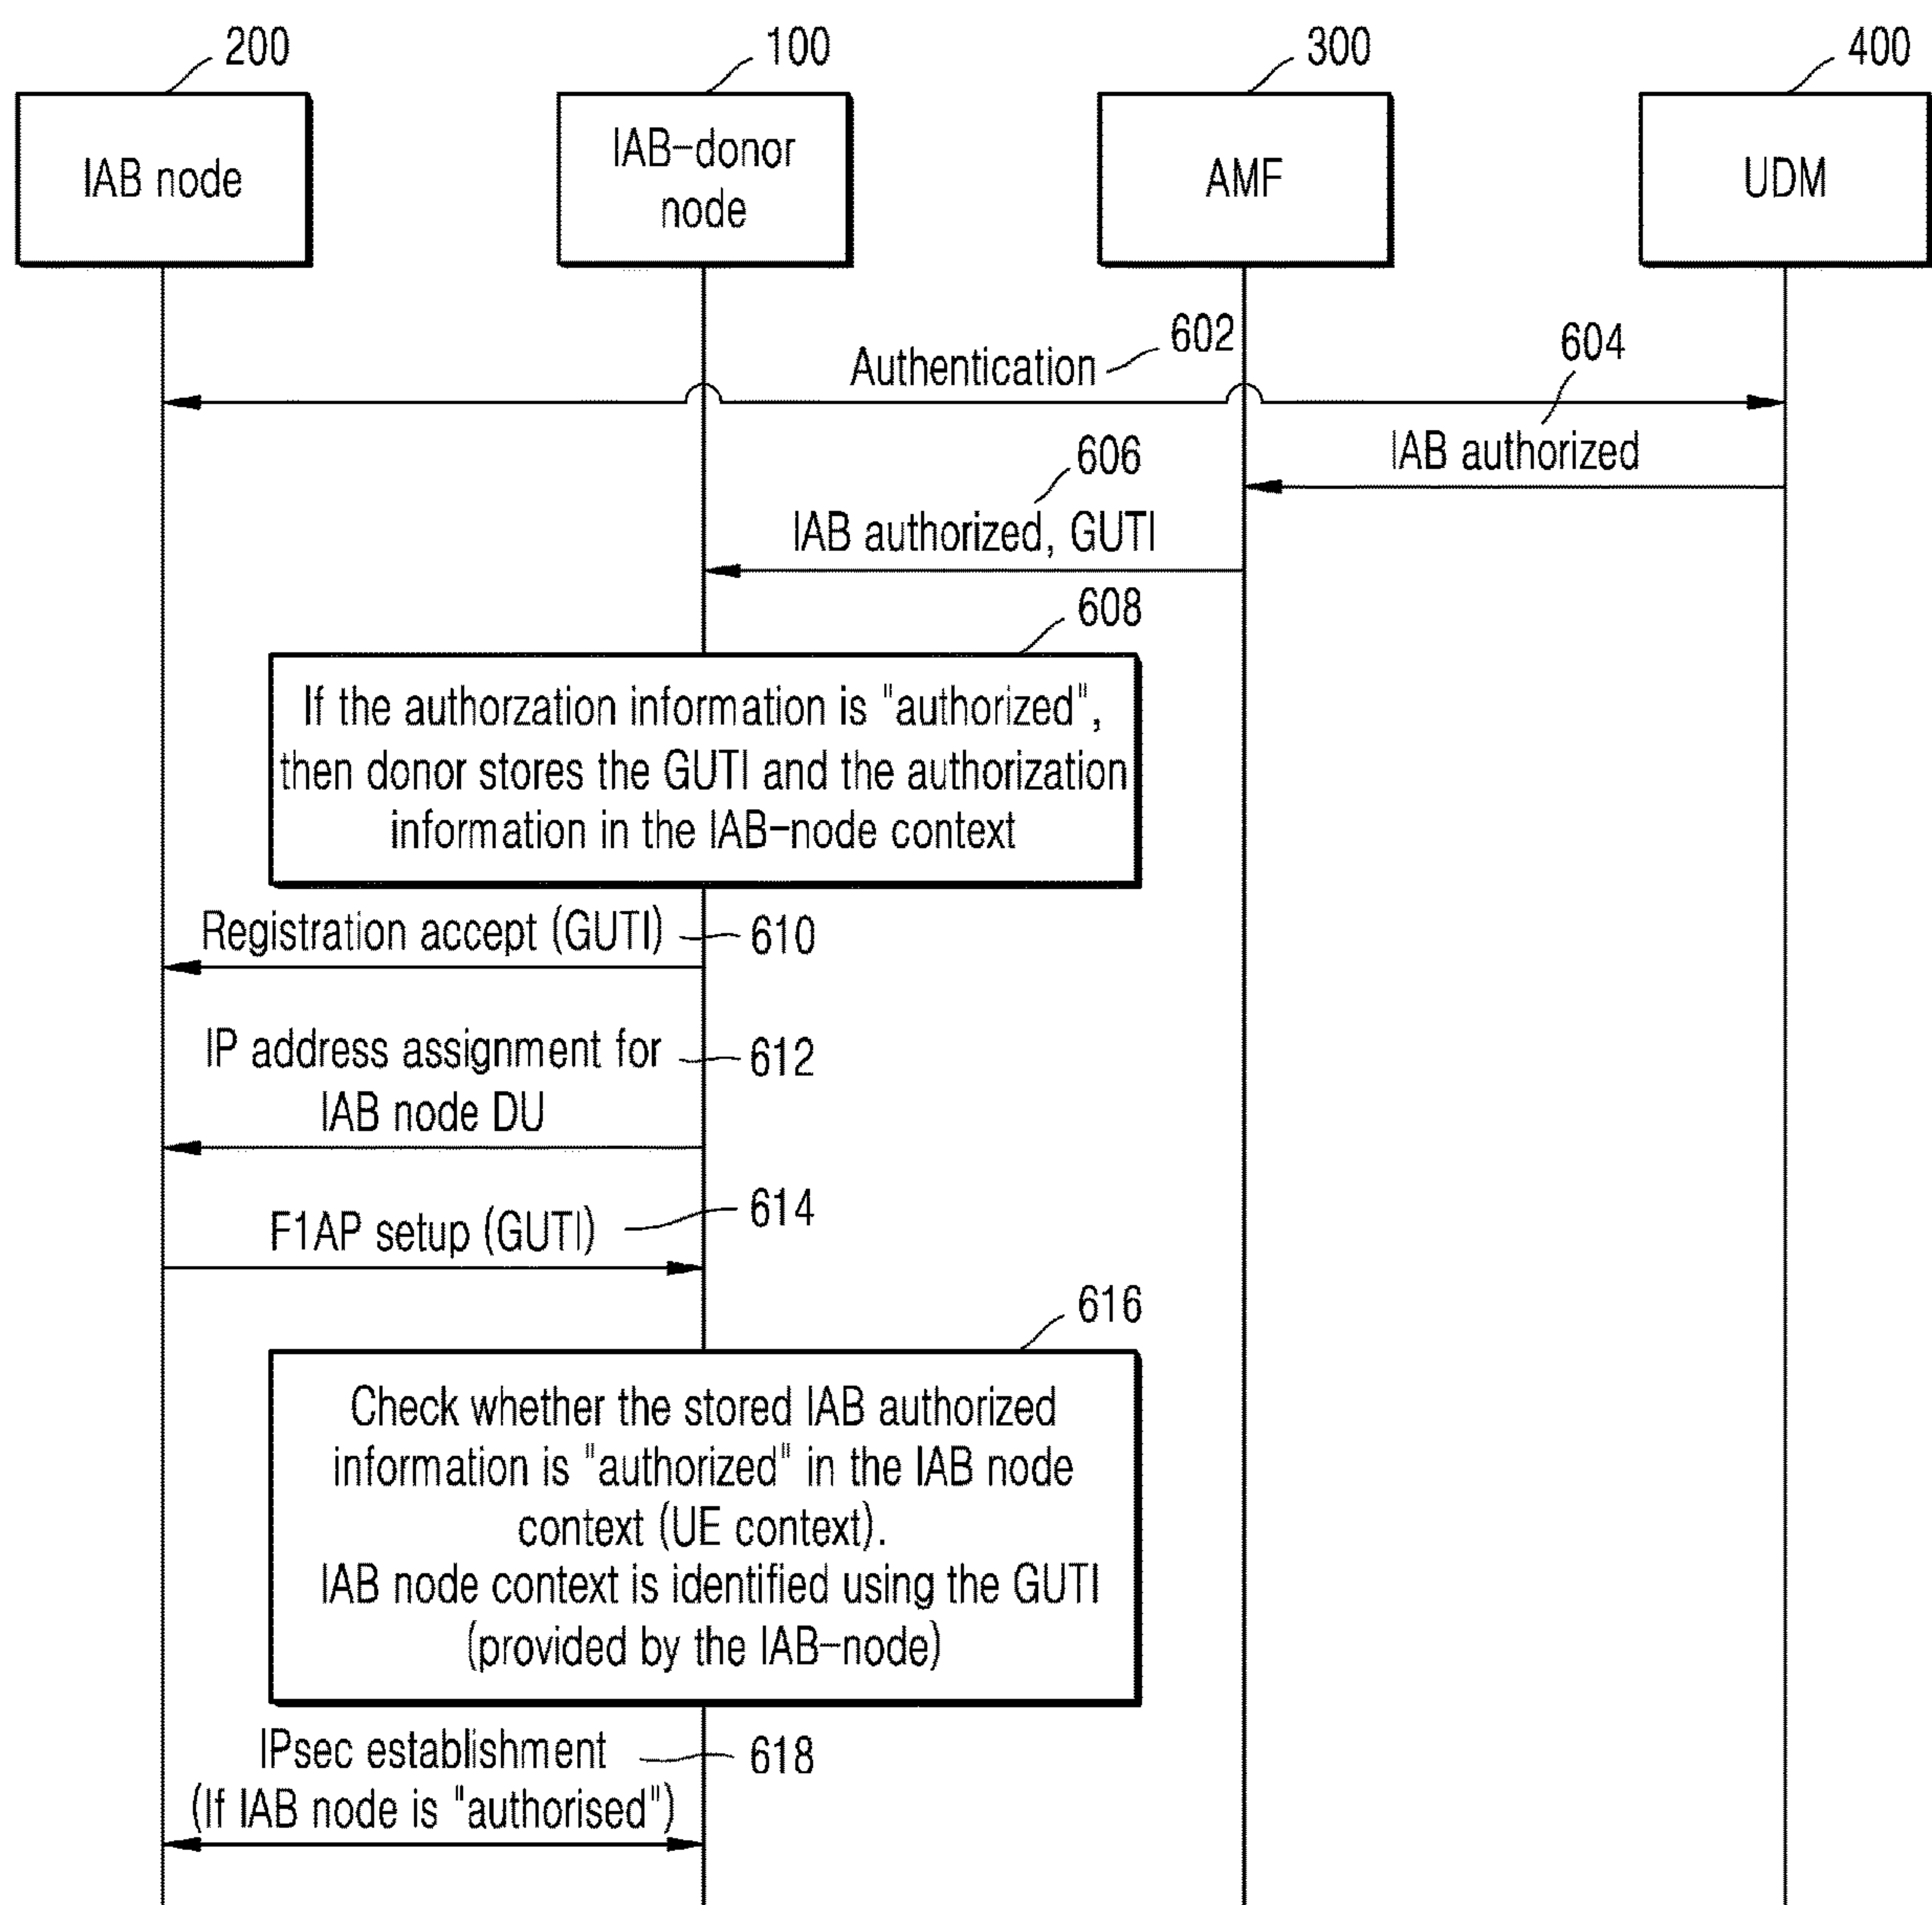 200
100
300
400
IAB node
IAB-donor
node
AMF
UDM
602
Authentication
604
IAB authorized
606
IAB authorized, GUTI
608
If the authorzation information is "authorized",
then donor stores the GUTI and the authorization
information in the IAB-node context
Registration accept (GUTI)
610
IP address assignment for
IAB node DU
612
F1AP setup (GUTI)
614
616
Check whether the stored IAB authorized
information is "authorized" in the IAB node
context (UE context).
IAB node context is identified using the GUTI
(provided by the IAB-node)
IPsec establishment
(If IAB node is "authorised")
618